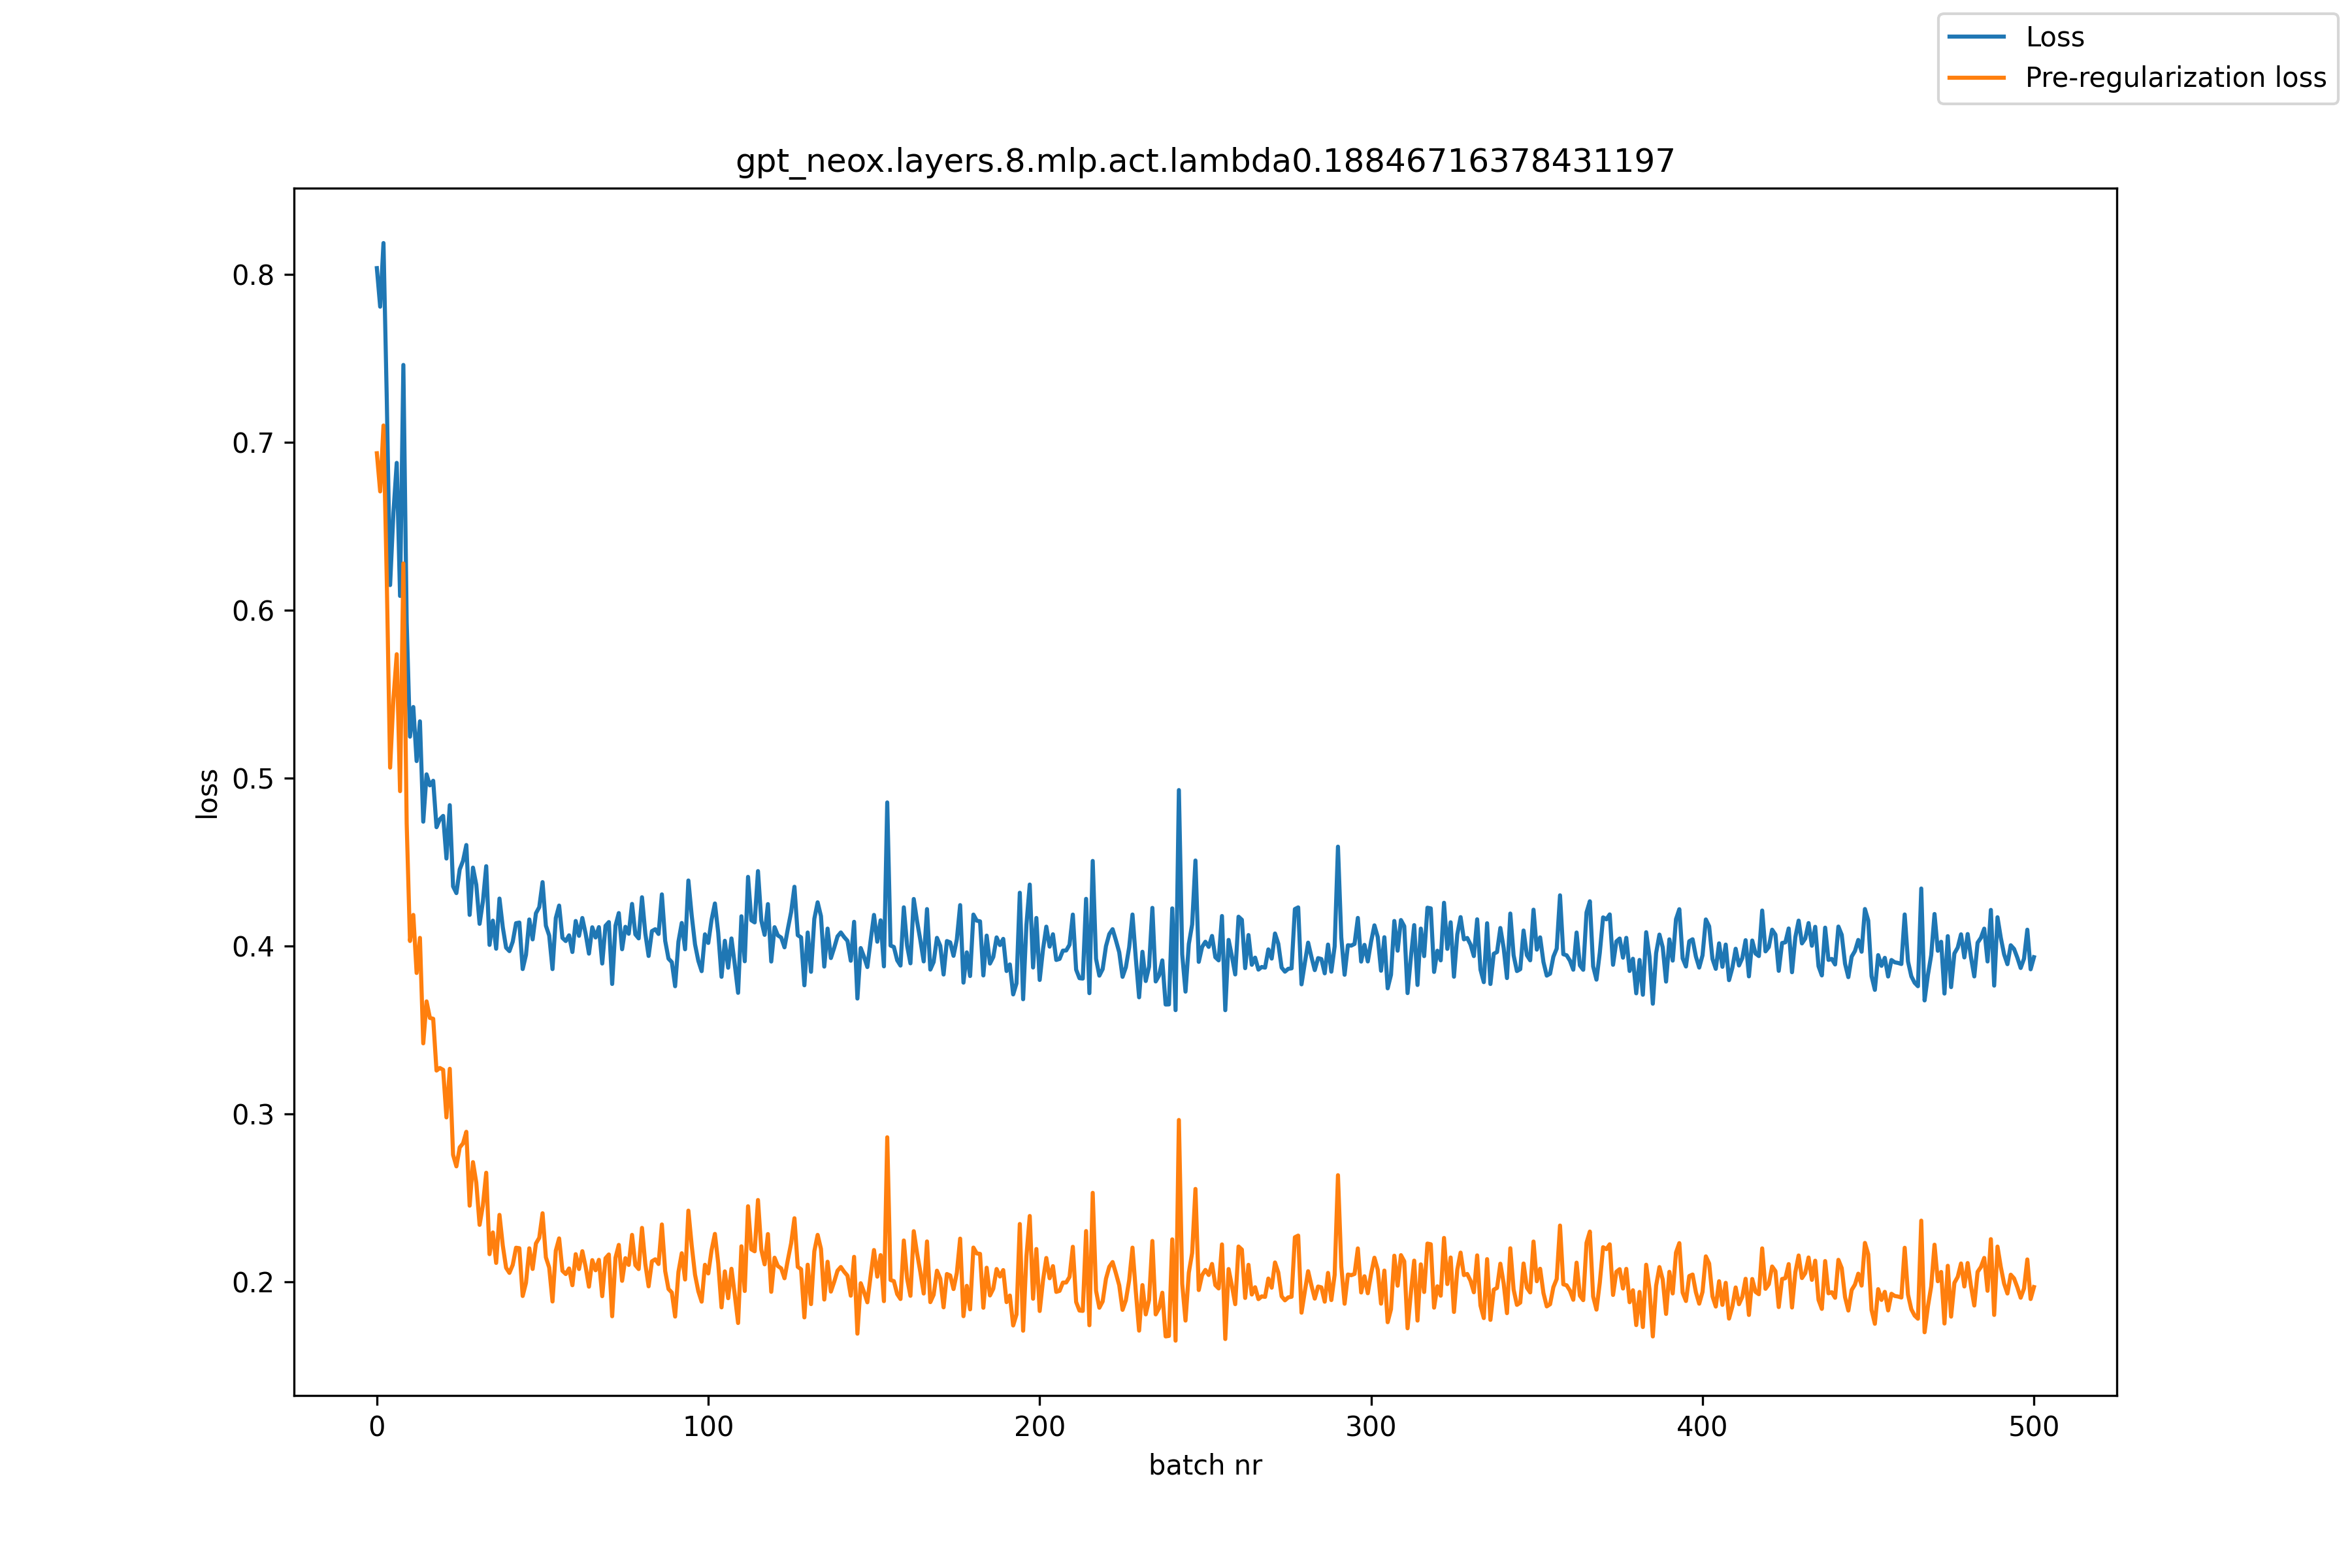 Loss
Pre-regularization loss
gpt_neox.layers.8.mlp.act.lambda0.18846716378431197
0.8
0.7
0.6
0.5
0.4
0.3
0.2
loss
0 100 200 300 400 500
batch nr